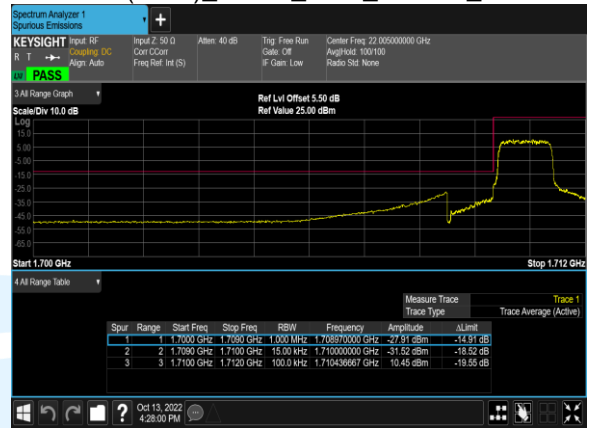 Spectrum Analyzer 1
Spurious Emissions
KEYSIGHT Input: RF Input Z: 50 Ω Atten: 40 dB Trig: Free Run Center Freq: 22.005000000 GHz
R T Coupling: DC Corr CCorr Gate: Off Avg|Hold: 100/100
Align: Auto Freq Ref: Int (S) IF Gain: Low Radio Std: None
PASS
3 All Range Graph
Ref Lvl Offset 5.50 dB
Scale/Div 10.0 dB Ref Value 25.00 dBm
Log
15.0
5.00
-5.00
-15.0
-25.0
-35.0
-45.0
-55.0
-65.0
Start 1.700 GHz Stop 1.712 GHz
4 All Range Table
Measure Trace Trace 1
Trace Type Trace Average (Active)
Spur Range Start Freq Stop Freq RBW Frequency Amplitude ΔLimit
1 1 1.7000 GHz 1.7090 GHz 1.000 MHz 1.708970000 GHz -27.91 dBm -14.91 dB
2 2 1.7090 GHz 1.7100 GHz 15.00 kHz 1.710000000 GHz -31.52 dBm -18.52 dB
3 3 1.7100 GHz 1.7120 GHz 100.0 kHz 1.710436667 GHz 10.45 dBm -19.55 dB
Oct 13, 2022
4:28:00 PM